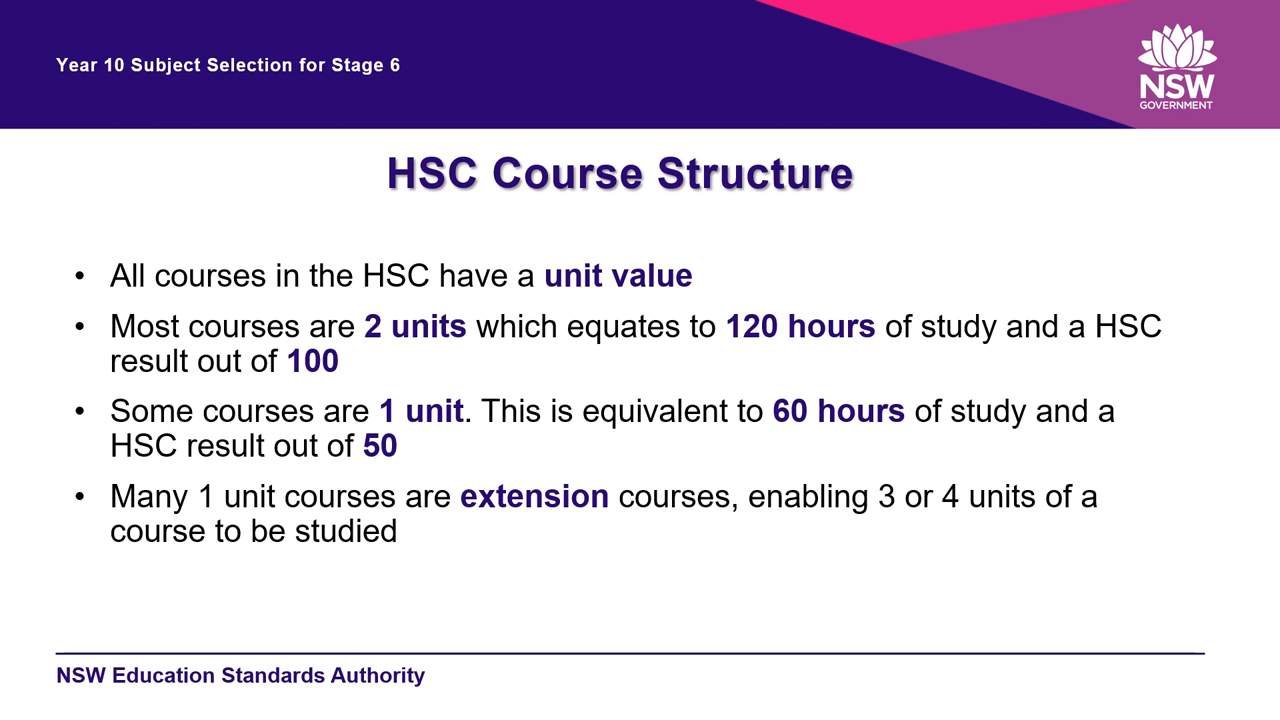 Year 10 Subject Selection for Stage 6
NSW
GOVERNMENT
HSC Course Structure
• All courses in the HSC have a unit value
• Most courses are 2 units which equates to 120 hours of study and a HSC
result out of 100
• Some courses are 1 unit. This is equivalent to 60 hours of study and a
HSC result out of 50
• Many 1 unit courses are extension courses, enabling 3 or 4 units of a
course to be studied
NSW Education Standards Authority